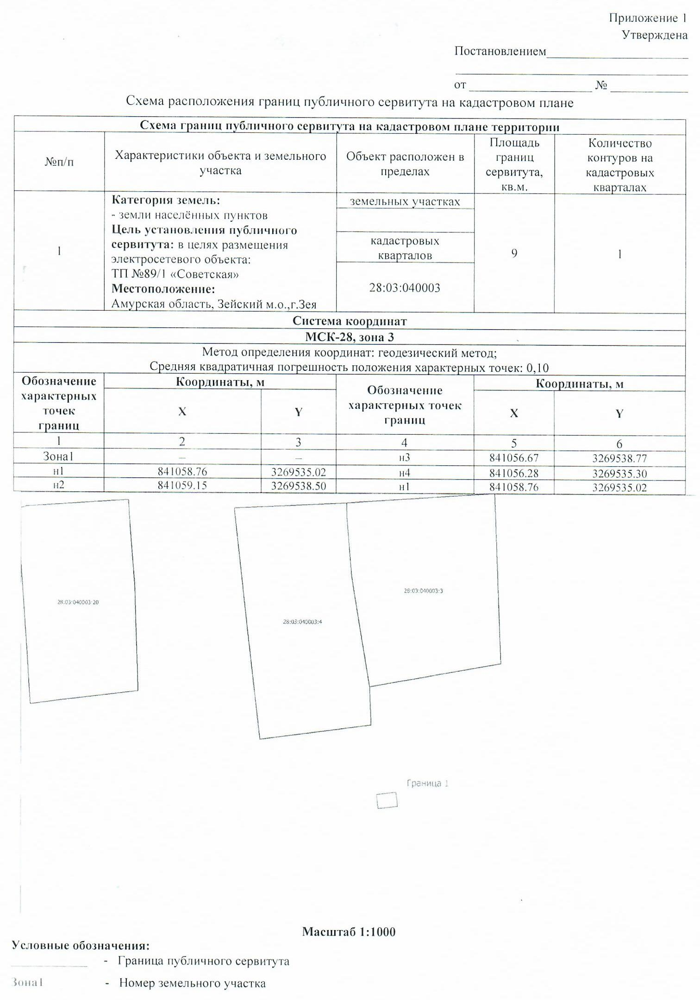 Приложение 1
Утверждена
Постановлением
от № 
Схема расположения границ публичного сервитута на кадастровом плане
Схема границ публичного сервитута на кадастровом плане территории
№п/п
Характеристики объекта и земельного
участка
Объект расположен в
пределах
Площадь
границ
сервитута,
кв.м.
Количество
контуров на
кадастровых
кварталах
1
Категория земель:
- земли населённых пунктов
Цель установления публичного
сервитута: в целях размещения
электросетевого объекта:
ТП №89/1 «Советская»
Местоположение:
Амурская область, Зейский м.о.,г.Зея
земельных участках
кадастровых
кварталов
28:03:040003
9
1
Система координат
МСК-28, зона 3
Метод определения координат: геодезический метод;
Средняя квадратичная погрешность положения характерных точек: 0,10
Обозначение
характерных
точек
границ
Координаты, м
X
Y
Обозначение
характерных точек
границ
Координаты, м
X
Y
1 2 3 4 5 6
Зона1 – – н3 841056.67 3269538.77
н1 841058.76 3269535.02 н4 841056.28 3269535.30
н2 841059.15 3269538.50 н1 841058.76 3269535.02
28:03:040003:3
28:03:040003:20
28:03:040003:4
Граница 1
Масштаб 1:1000
Условные обозначения:
- Граница публичного сервитута
Зона1 - Номер земельного участка